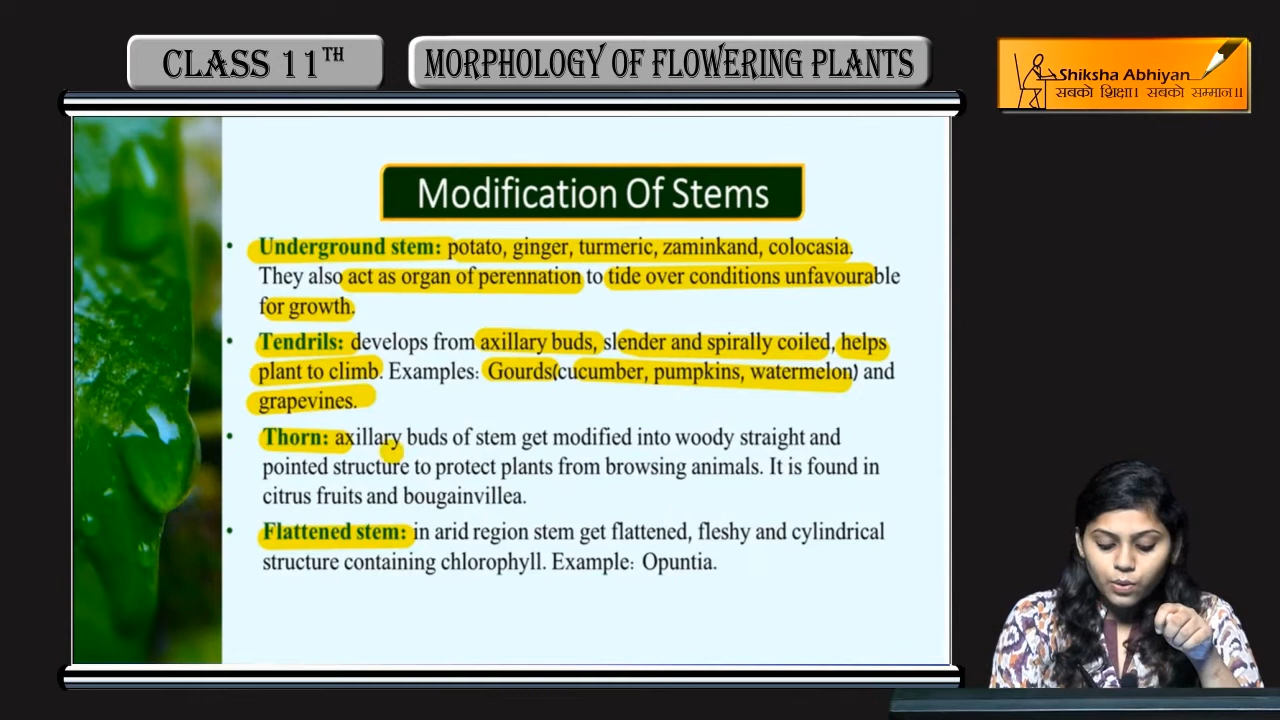 CLASS 11TH
MORPHOLOGY OF FLOWERING PLANTS
Shiksha Abhiyan
सबको शिक्षा। सबको सम्मान।।
Modification Of Stems
• Underground stem: potato, ginger, turmeric, zaminkand, colocasia.
They also act as organ of perennation to tide over conditions unfavourable
for growth.
• Tendrils: develops from axillary buds, slender and spirally coiled, helps
plant to climb. Examples: Gourds(cucumber, pumpkins, watermelon) and
grapevines.
• Thorn: axillary buds of stem get modified into woody straight and
pointed structure to protect plants from browsing animals. It is found in
citrus fruits and bougainvillea.
• Flattened stem: in arid region stem get flattened, fleshy and cylindrical
structure containing chlorophyll. Example: Opuntia.